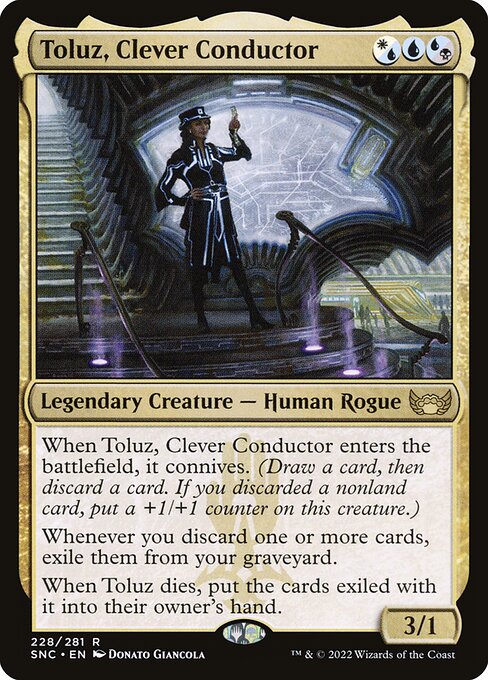 Toluz, Clever Conductor
Legendary Creature — Human Rogue
When Toluz, Clever Conductor enters the
battlefield, it connives. (Draw a card, then
discard a card. If you discarded a nonland
card, put a +1/+1 counter on this creature.)
Whenever you discard one or more cards,
exile them from your graveyard.
When Toluz dies, put the cards exiled with
it into their owner's hand.
3/1
228/281 R
SNC • EN Donato Giancola
™ & © 2022 Wizards of the Coast